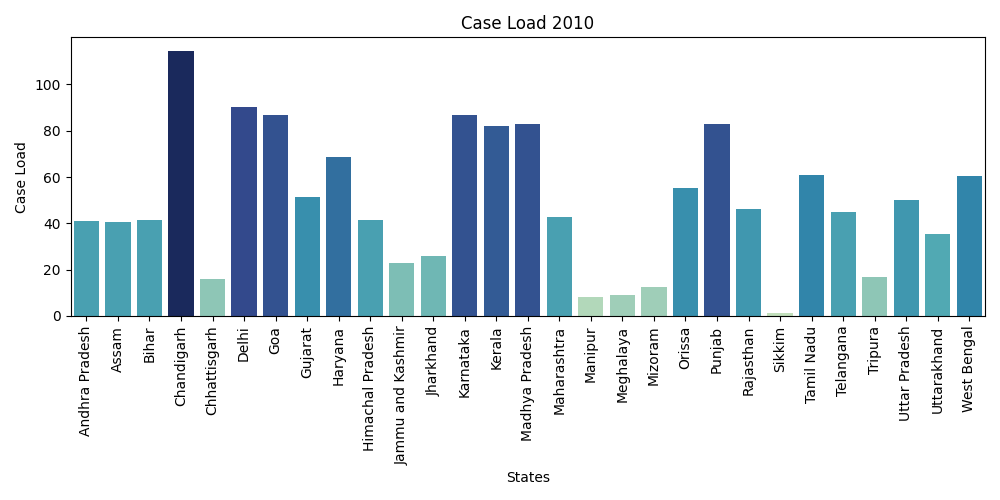 Case Load 2010
Case Load
100
80
60
40
20
0
Andhra Pradesh
Assam
Bihar
Chandigarh
Chhattisgarh
Delhi
Goa
Gujarat
Haryana
Himachal Pradesh
Jammu and Kashmir
Jharkhand
Karnataka
Kerala
Madhya Pradesh
Maharashtra
Manipur
Meghalaya
Mizoram
Orissa
Punjab
Rajasthan
Sikkim
Tamil Nadu
Telangana
Tripura
Uttar Pradesh
Uttarakhand
West Bengal
States